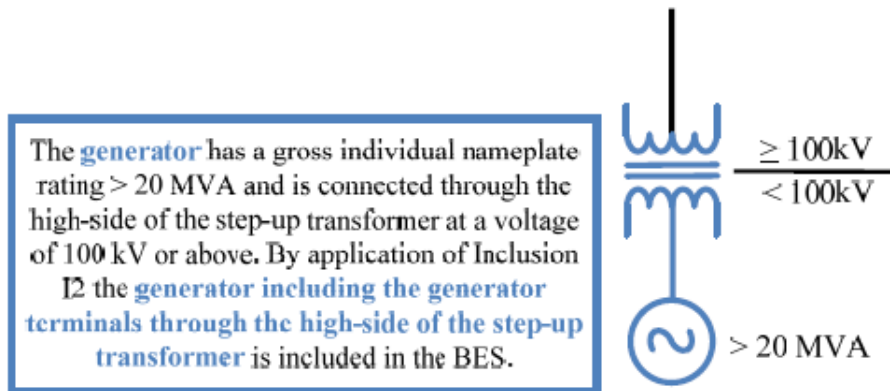 The generator has a gross individual nameplate
rating > 20 MVA and is connected through the
high-side of the step-up transformer at a voltage
of 100 kV or above. By application of Inclusion
I2 the generator including the generator
terminals through the high-side of the step-up
transformer is included in the BES.
≥ 100kV
< 100kV
> 20 MVA